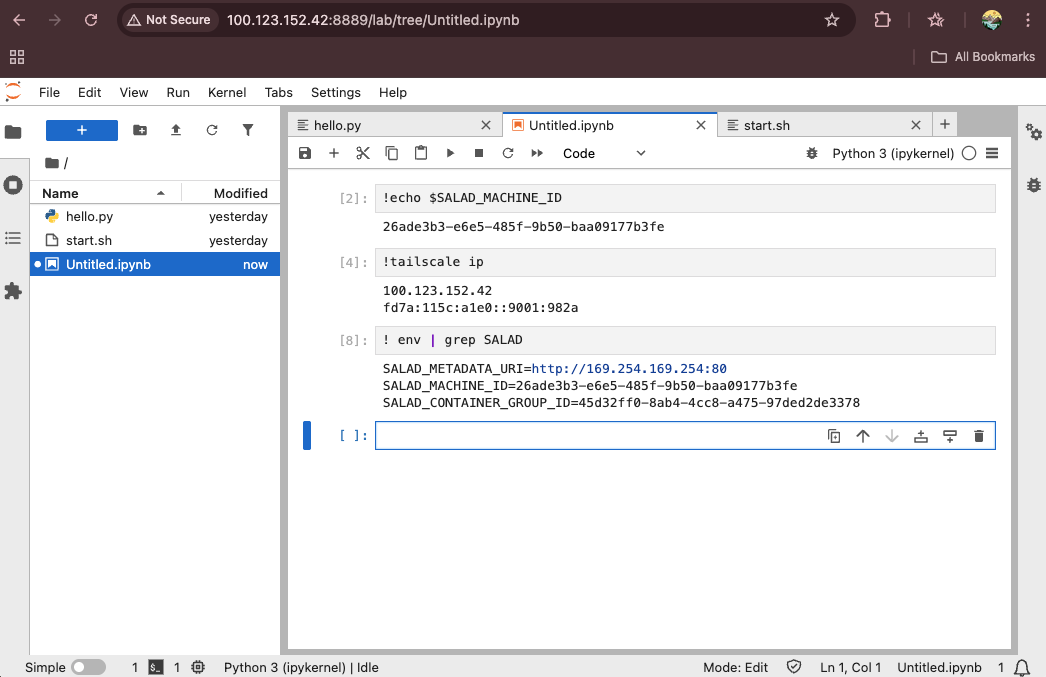 Not Secure 100.123.152.42:8889/lab/tree/Untitled.ipynb
All Bookmarks
File Edit View Run Kernel Tabs Settings Help
+
hello.py
Untitled.ipynb
start.sh
Code
Python 3 (ipykernel)
/
Name Modified
hello.py yesterday
start.sh yesterday
Untitled.ipynb now
[2]: !echo $SALAD_MACHINE_ID
26ade3b3-e6e5-485f-9b50-baa09177b3fe
[4]: !tailscale ip
100.123.152.42
fd7a:115c:a1e0::9001:982a
[8]: ! env | grep SALAD
SALAD_METADATA_URI=http://169.254.169.254:80
SALAD_MACHINE_ID=26ade3b3-e6e5-485f-9b50-baa09177b3fe
SALAD_CONTAINER_GROUP_ID=45d32ff0-8ab4-4cc8-a475-97ded2de3378
[ ]:
Simple 1 $_ 1 Python 3 (ipykernel) | Idle Mode: Edit Ln 1, Col 1 Untitled.ipynb 1